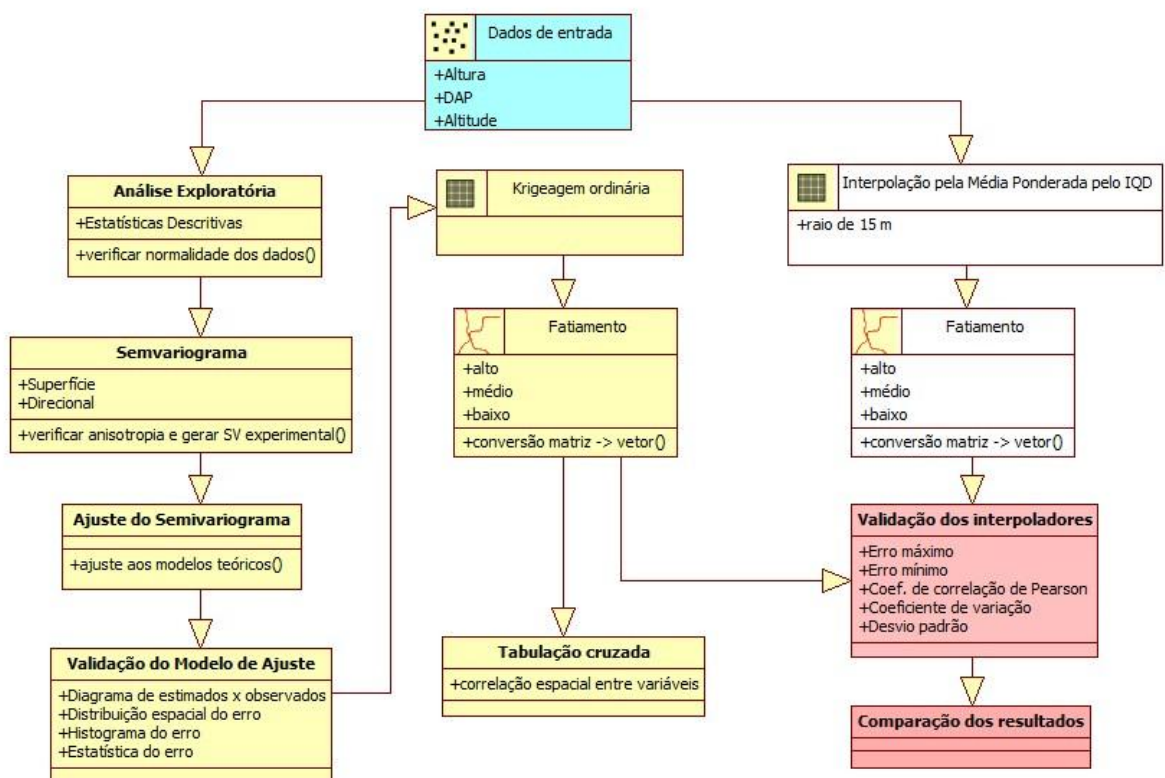 Dados de entrada
+Altura
+DAP
+Altitude
Análise Exploratória
+Estatísticas Descritivas
+verificar normalidade dos dados()
Semvariograma
+Superfície
+Direcional
+verificar anisotropia e gerar SV experimental()
Ajuste do Semivariograma
+ajuste aos modelos teóricos()
Validação do Modelo de Ajuste
+Diagrama de estimados x observados
+Distribuição espacial do erro
+Histograma do erro
+Estatística do erro
Krigeagem ordinária
Fatiamento
+alto
+médio
+baixo
+conversão matriz -> vetor()
Tabulação cruzada
+correlação espacial entre variáveis
Interpolação pela Média Ponderada pelo IQD
+raio de 15 m
Fatiamento
+alto
+médio
+baixo
+conversão matriz -> vetor()
Validação dos interpoladores
+Erro máximo
+Erro mínimo
+Coef. de correlação de Pearson
+Coeficiente de variação
+Desvio padrão
Comparação dos resultados